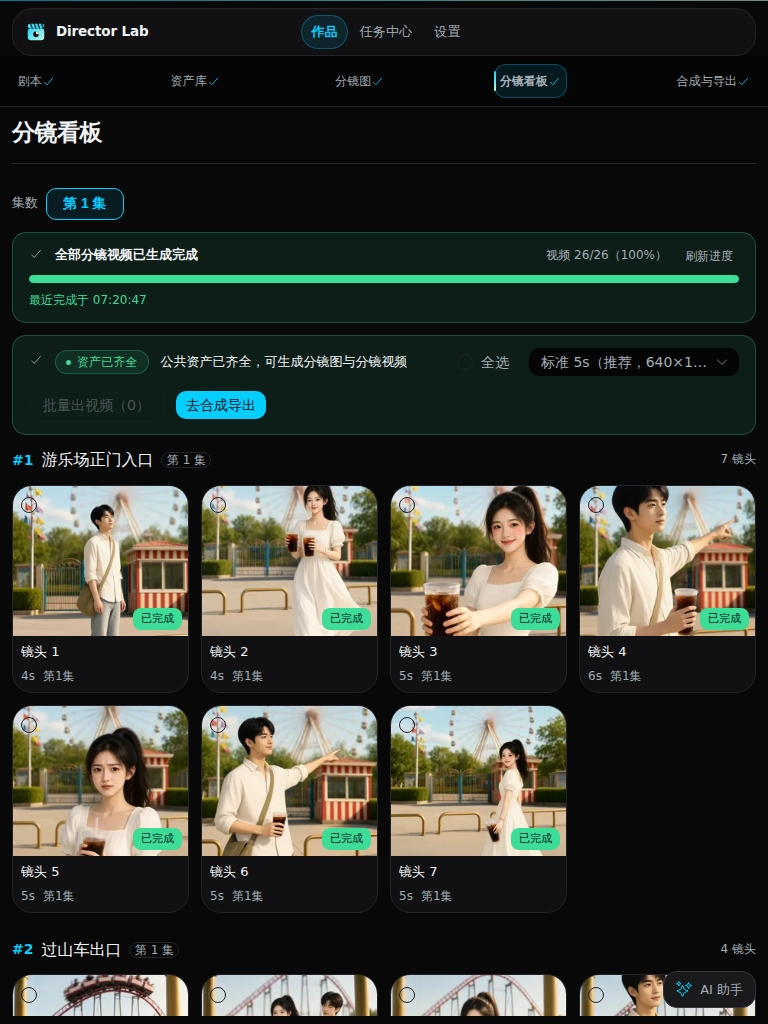 Director Lab 作品 任务中心 设置
剧本 资产库 分镜图 分镜看板 合成与导出
分镜看板
集数 第 1 集
全部分镜视频已生成完成 视频 26/26（100%） 刷新进度
最近完成于 07:20:47
资产已齐全 公共资产已齐全，可生成分镜图与分镜视频 全选 标准 5s（推荐，640×1...
批量出视频（0） 去合成导出
#1 游乐场正门入口 第 1 集 7 镜头
已完成 已完成 已完成 已完成
镜头 1 镜头 2 镜头 3 镜头 4
4s 第1集 4s 第1集 5s 第1集 6s 第1集
已完成 已完成 已完成
镜头 5 镜头 6 镜头 7
5s 第1集 5s 第1集 5s 第1集
#2 过山车出口 第 1 集 4 镜头
AI 助手